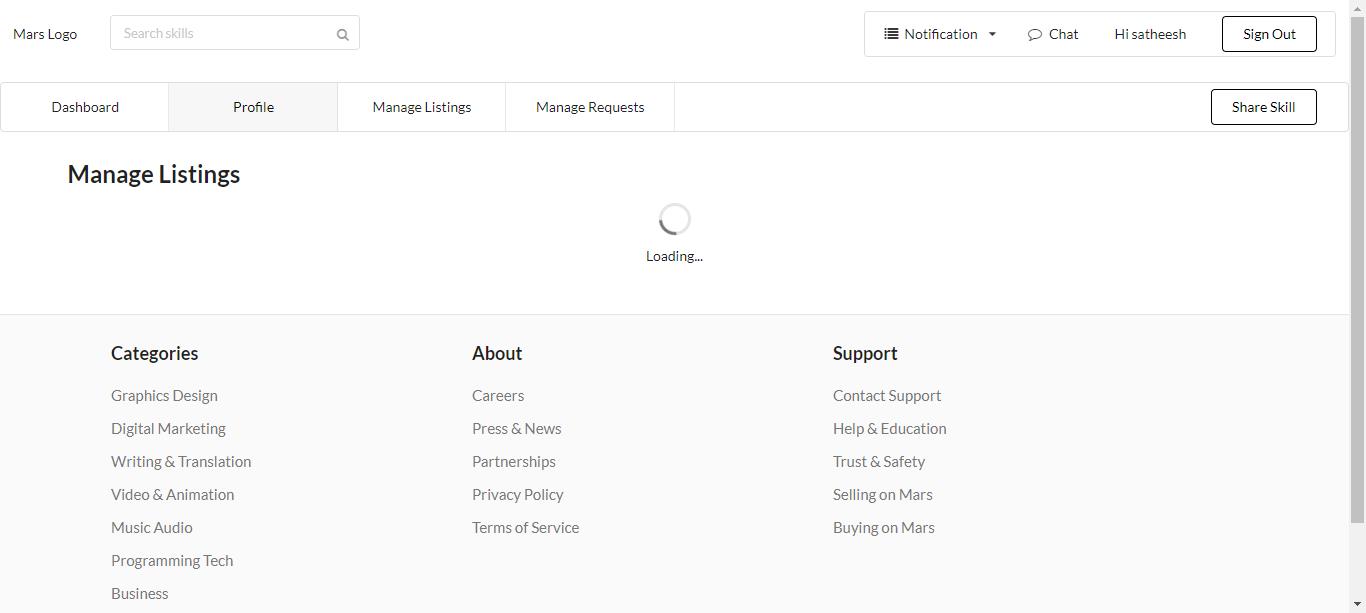 Mars Logo
Search skills
Notification
Chat
Hi satheesh
Sign Out
Dashboard
Profile
Manage Listings
Manage Requests
Share Skill
Manage Listings
Loading...
Categories
Graphics Design
Digital Marketing
Writing & Translation
Video & Animation
Music Audio
Programming Tech
Business
About
Careers
Press & News
Partnerships
Privacy Policy
Terms of Service
Support
Contact Support
Help & Education
Trust & Safety
Selling on Mars
Buying on Mars